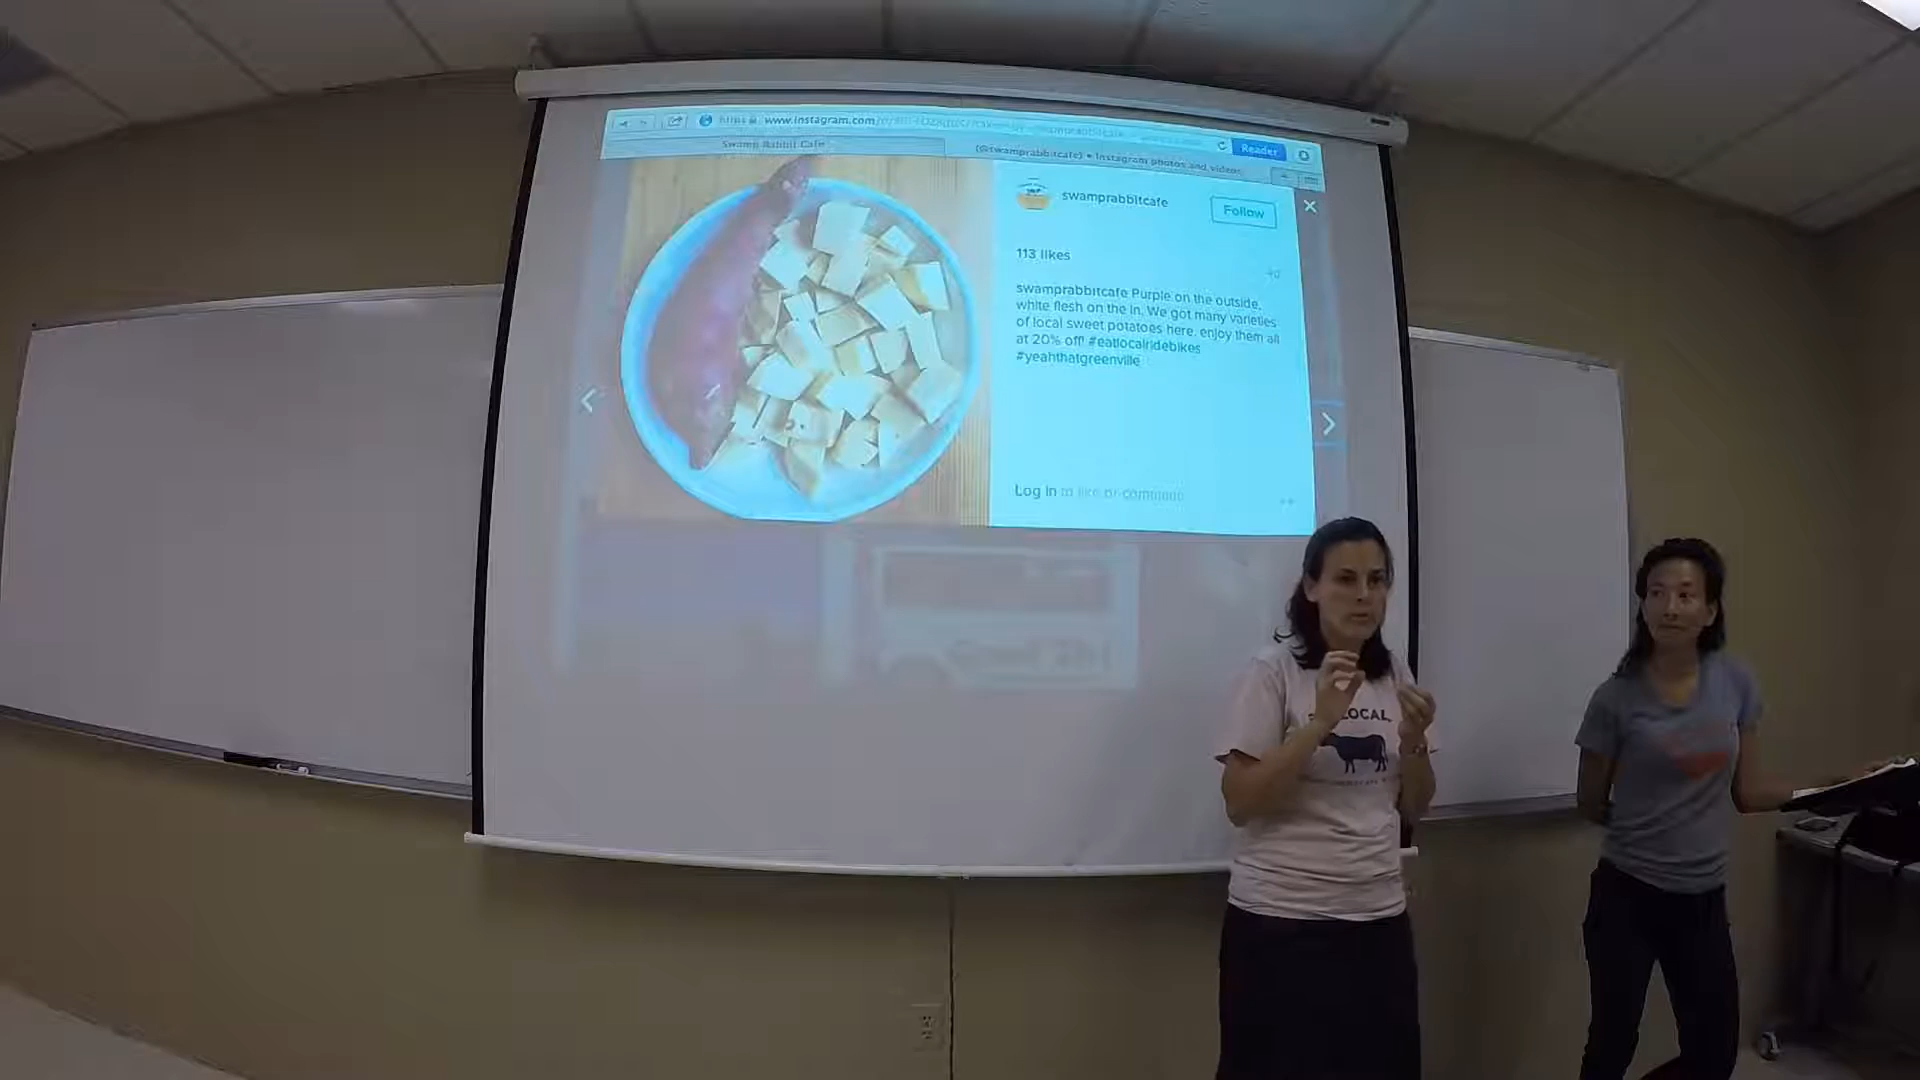 www.instagram.com
Reader
Swamp Rabbit Cafe
(@swamprabbitcafe) • Instagram photos and videos
swamprabbitcafe
Follow
113 likes
4d
swamprabbitcafe Purple on the outside,
white flesh on the in. We got many varieties
of local sweet potatoes here, enjoy them all
at 20% off! #eatlocalridebikes
#yeahthatgreenville
Log in to like or comment.
LOCAL